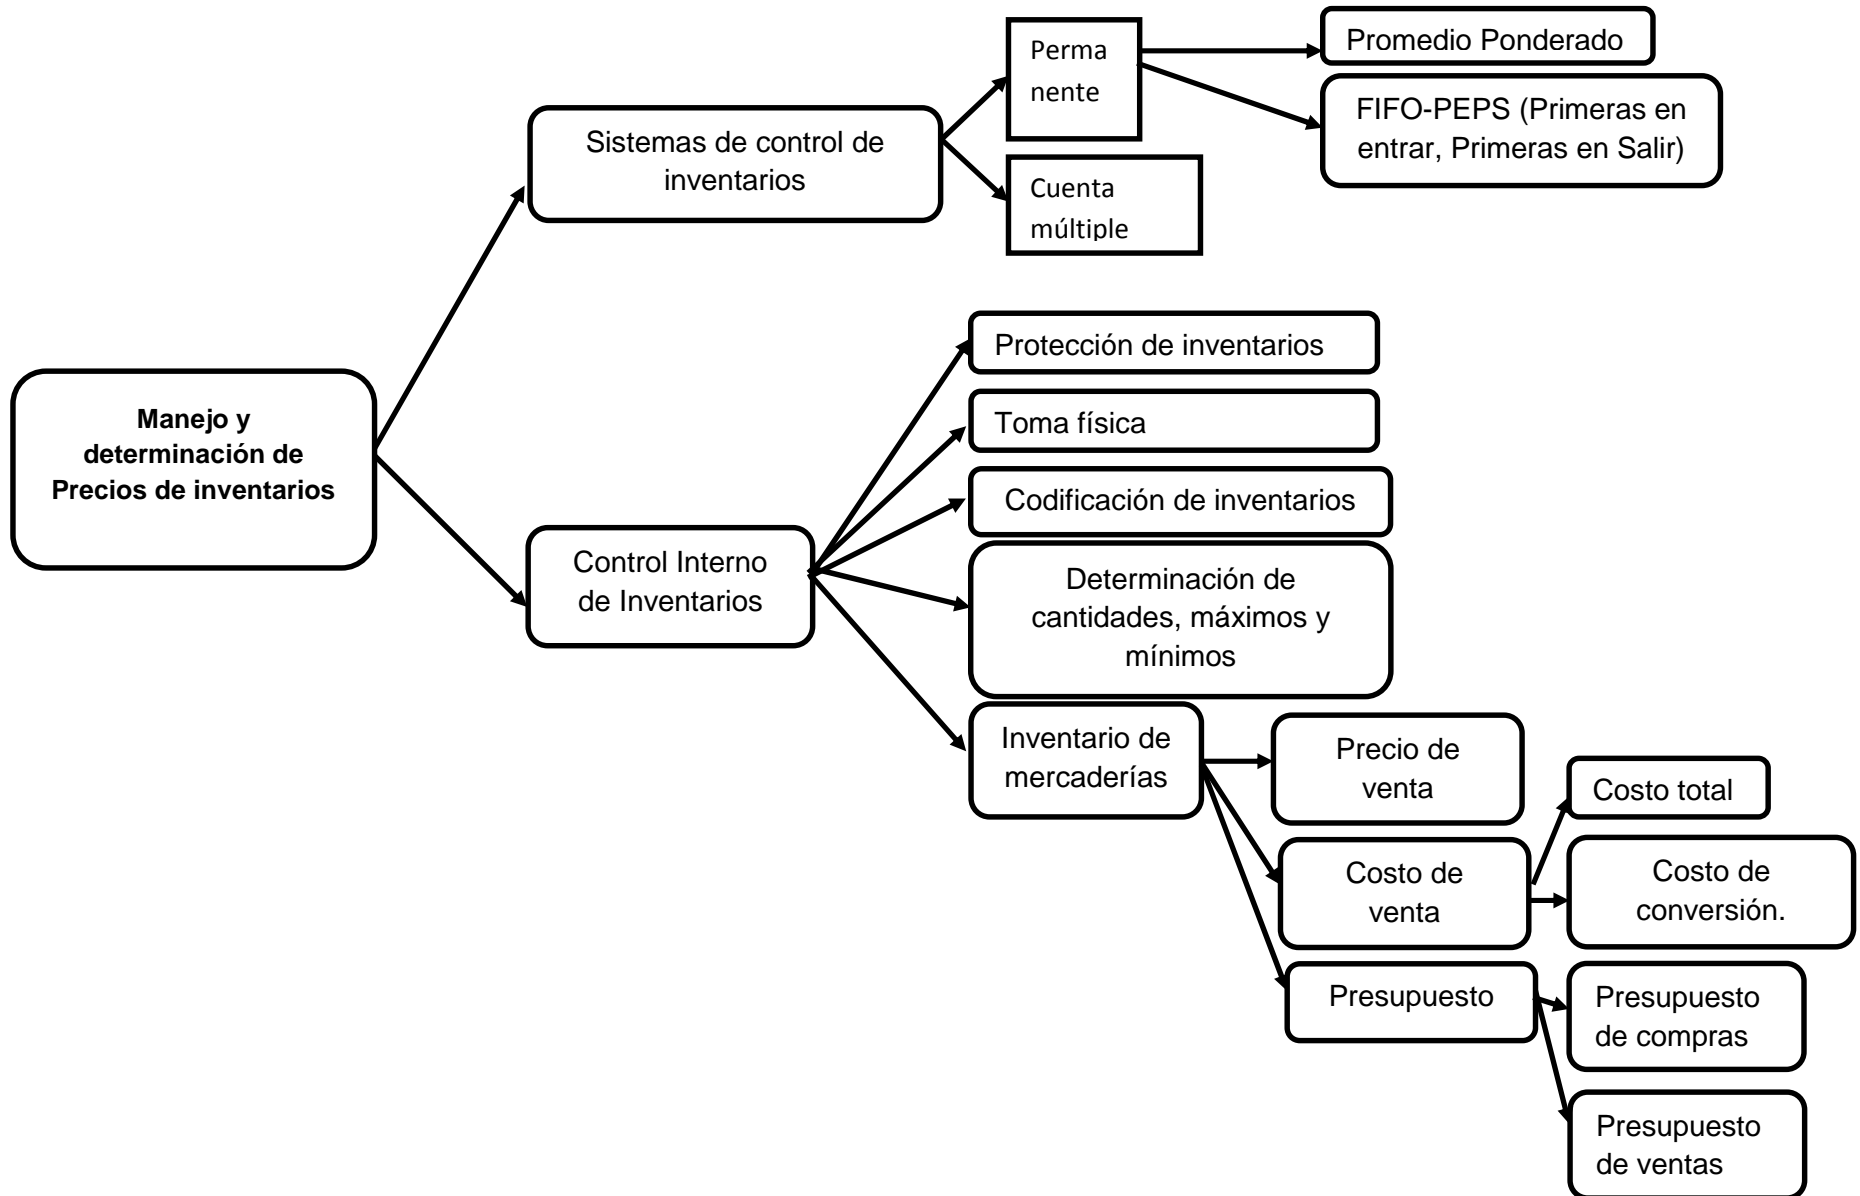 Perma
nente
Promedio Ponderado
FIFO-PEPS (Primeras en
entrar, Primeras en Salir)
Sistemas de control de
inventarios
Cuenta
múltiple
Protección de inventarios
Manejo y
determinación de
Precios de inventarios
Toma física
Codificación de inventarios
Control Interno
de Inventarios
Determinación de
cantidades, máximos y
mínimos
Inventario de
mercaderías
Precio de
venta
Costo total
Costo de
venta
Costo de
conversión.
Presupuesto
Presupuesto
de compras
Presupuesto
de ventas